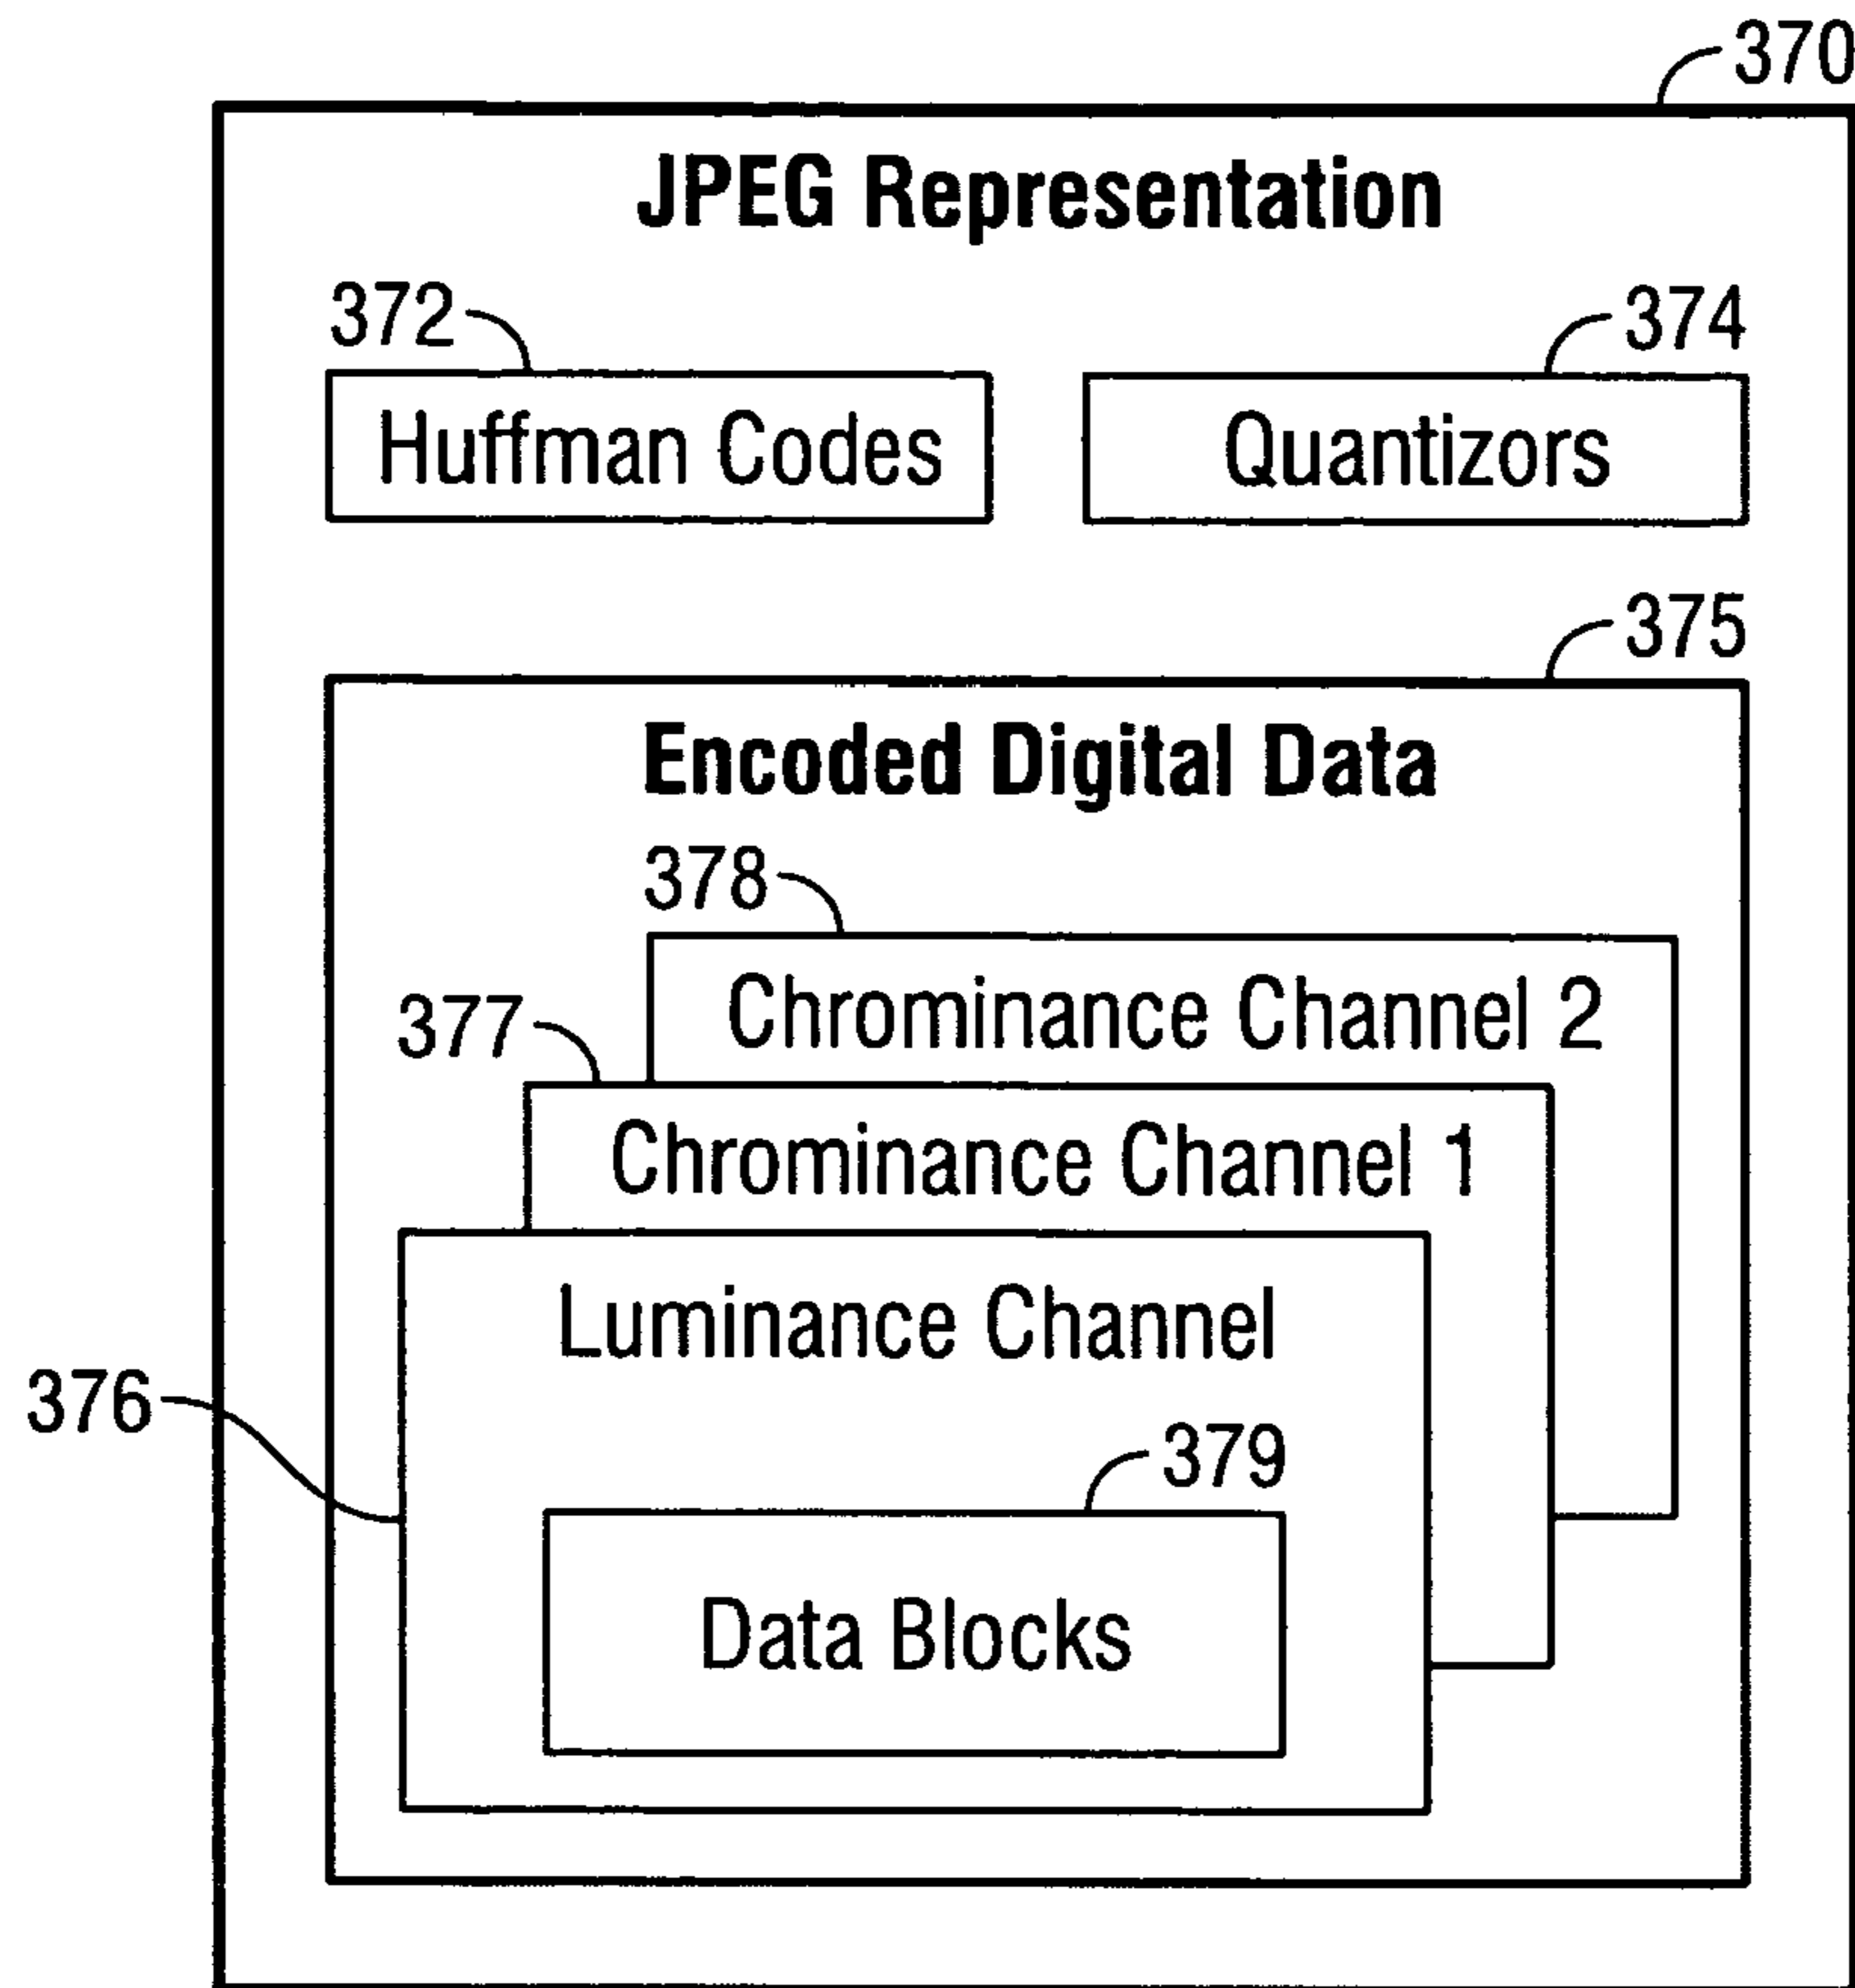 370
JPEG Representation
372
374
Huffman Codes
Quantizors
375
Encoded Digital Data
378
Chrominance Channel 2
377
Chrominance Channel 1
Luminance Channel
376
379
Data Blocks